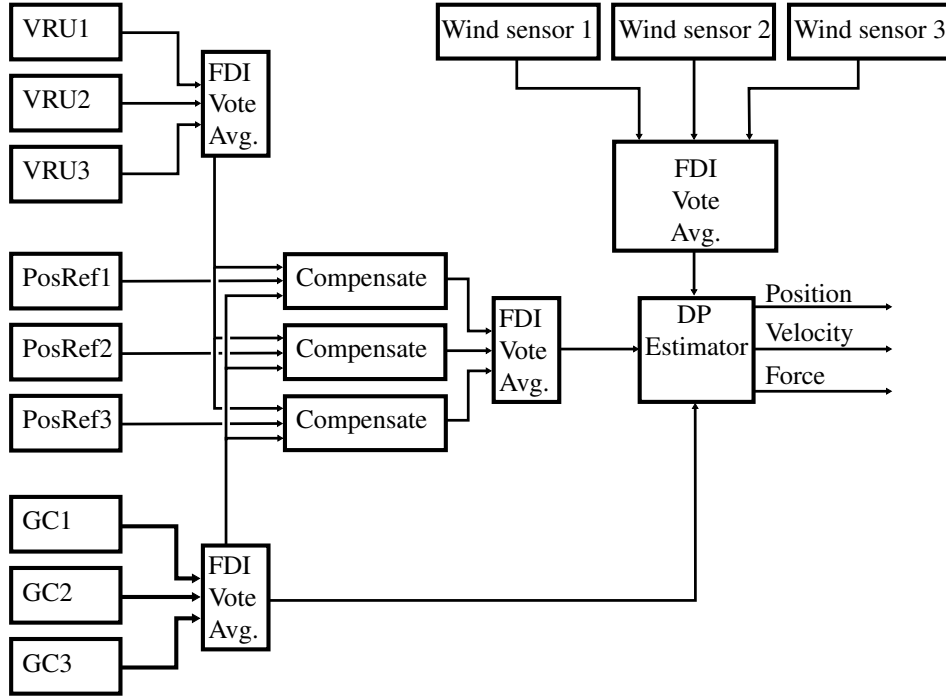 VRU1
VRU2
VRU3
FDI
Vote
Avg.
Wind sensor 1
Wind sensor 2
Wind sensor 3
FDI
Vote
Avg.
PosRef1
PosRef2
PosRef3
Compensate
Compensate
Compensate
FDI
Vote
Avg.
DP
Estimator
Position
Velocity
Force
GC1
GC2
GC3
FDI
Vote
Avg.